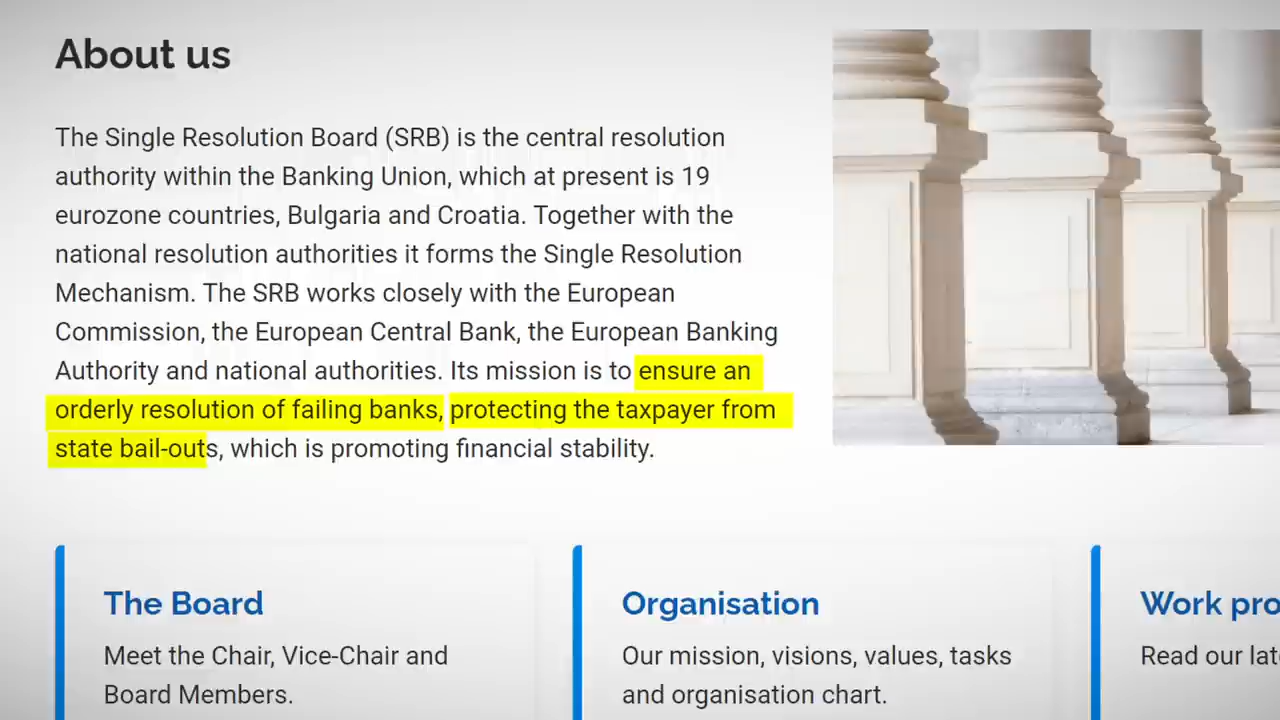 About us
The Single Resolution Board (SRB) is the central resolution
authority within the Banking Union, which at present is 19
eurozone countries, Bulgaria and Croatia. Together with the
national resolution authorities it forms the Single Resolution
Mechanism. The SRB works closely with the European
Commission, the European Central Bank, the European Banking
Authority and national authorities. Its mission is to ensure an
orderly resolution of failing banks, protecting the taxpayer from
state bail-outs, which is promoting financial stability.
The Board
Meet the Chair, Vice-Chair and
Board Members.
Organisation
Our mission, visions, values, tasks
and organisation chart.
Work pro
Read our lat